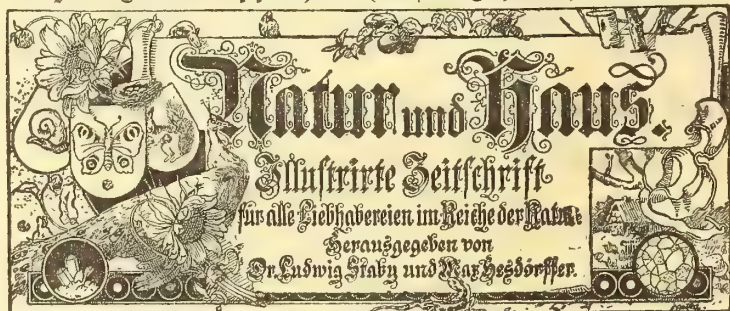 Natur und Haus.
Illustrirte Zeitschrift
für alle Liebhabereien im Reiche der Natur.
Herausgegeben von
Dr. Ludwig Staby und Max Hesdörffer.